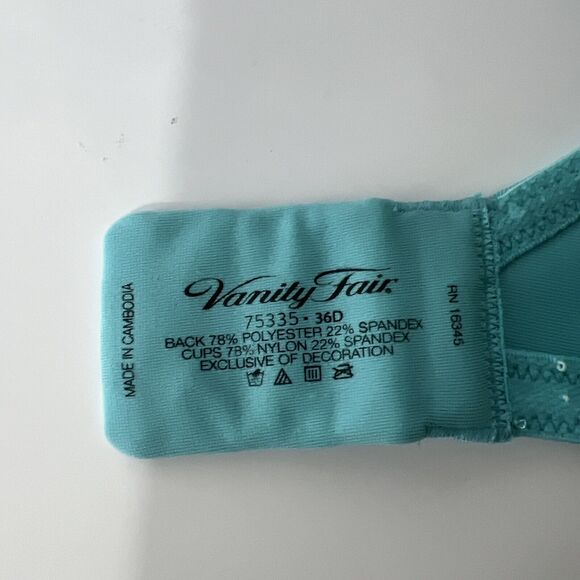 Vanity Fair.
75335 - 36D
BACK 78% POLYESTER 22% SPANDEX
CUPS 78% NYLON 22% SPANDEX
EXCLUSIVE OF DECORATION
MADE IN CAMBODIA
RN 16345